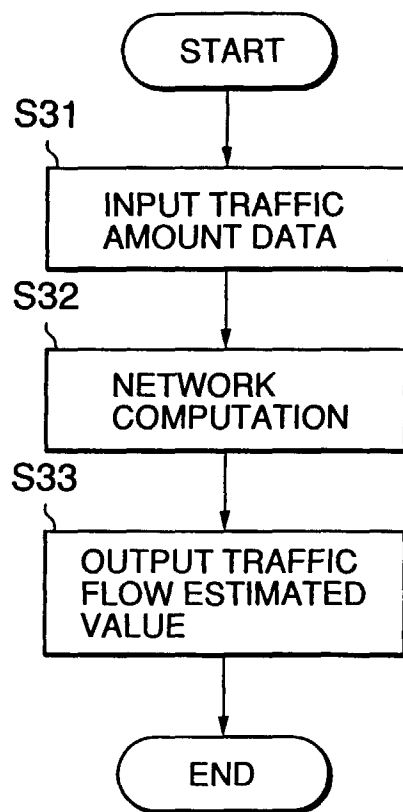 START
S31
INPUT TRAFFIC
AMOUNT DATA
S32
NETWORK
COMPUTATION
S33
OUTPUT TRAFFIC
FLOW ESTIMATED
VALUE
END